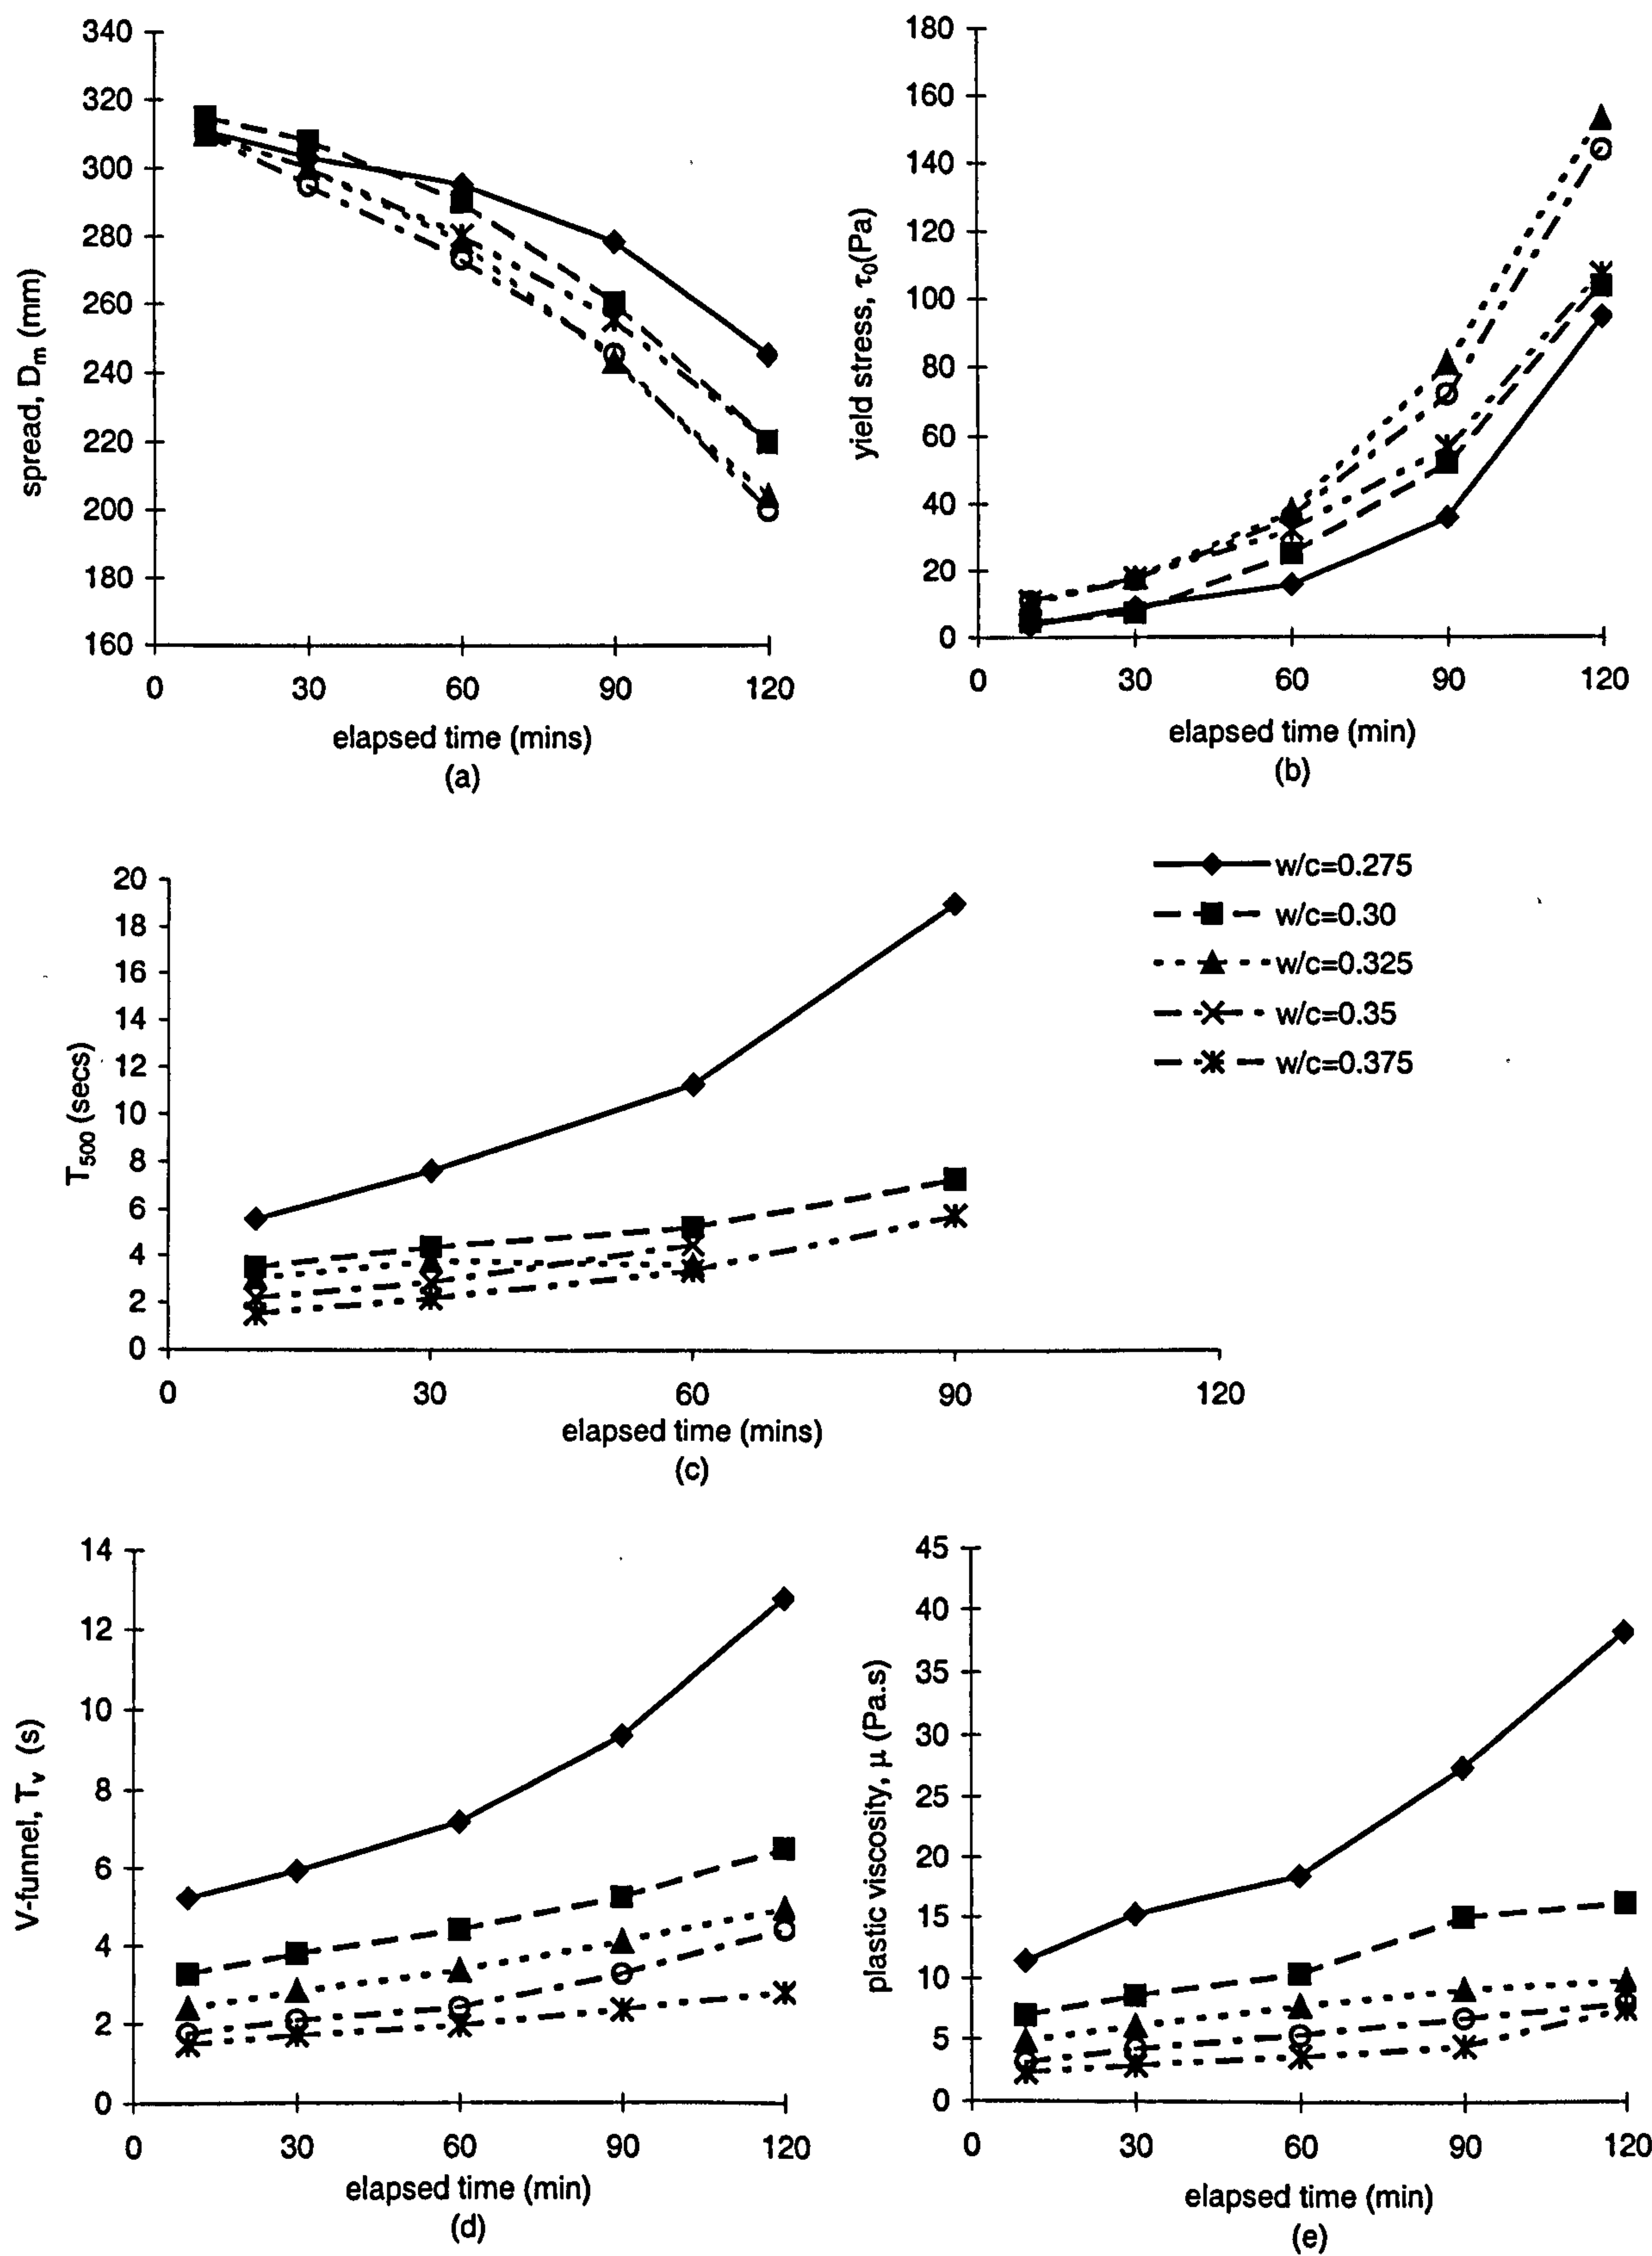 340
320
300
280
260
240
220
200
180
160
spread, Dm (mm)
0 30 60 90 120
elapsed time (mins)
(a)
180
160
140
120
100
80
60
40
20
0
yield stress, τ0(Pa)
0 30 60 90 120
elapsed time (min)
(b)
20
18
16
14
12
10
8
6
4
2
0
T500 (secs)
0 30 60 90 120
elapsed time (mins)
(c)
w/c=0.275
w/c=0.30
w/c=0.325
w/c=0.35
w/c=0.375
14
12
10
8
6
4
2
0
V-funnel, Tv (s)
0 30 60 90 120
elapsed time (min)
(d)
45
40
35
30
25
20
15
10
5
0
plastic viscosity, μ (Pa.s)
0 30 60 90 120
elapsed time (min)
(e)